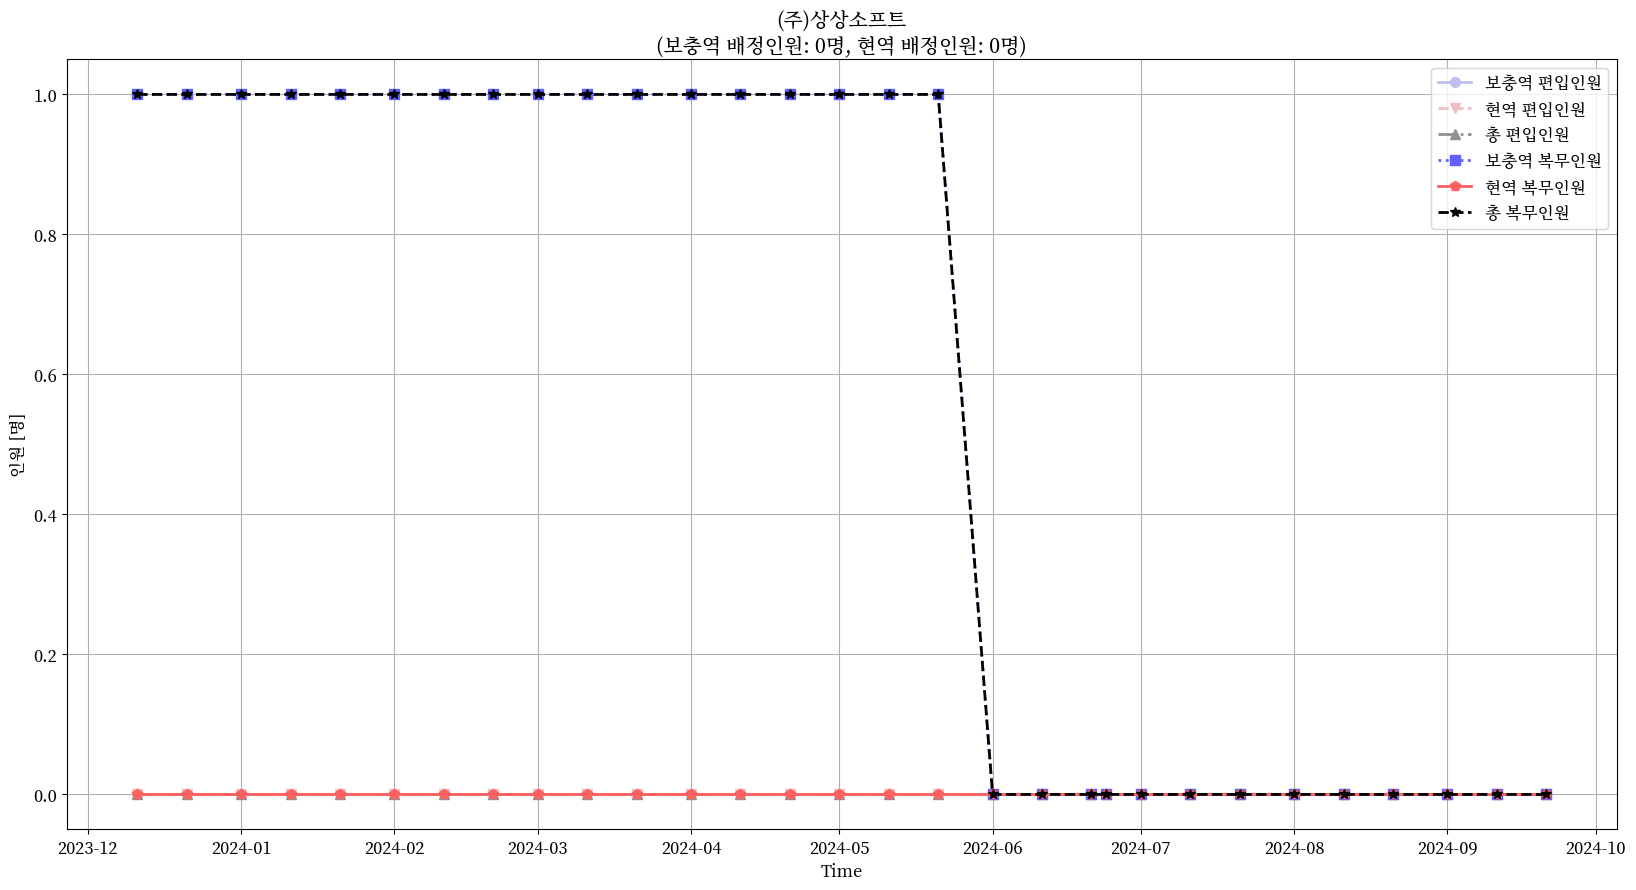 (주)상상소프트
(보충역 배정인원: 0명, 현역 배정인원: 0명)
보충역 편입인원
현역 편입인원
총 편입인원
보충역 복무인원
현역 복무인원
총 복무인원
인원 [명]
1.0
0.8
0.6
0.4
0.2
0.0
2023-12
2024-01
2024-02
2024-03
2024-04
2024-05
2024-06
2024-07
2024-08
2024-09
2024-10
Time